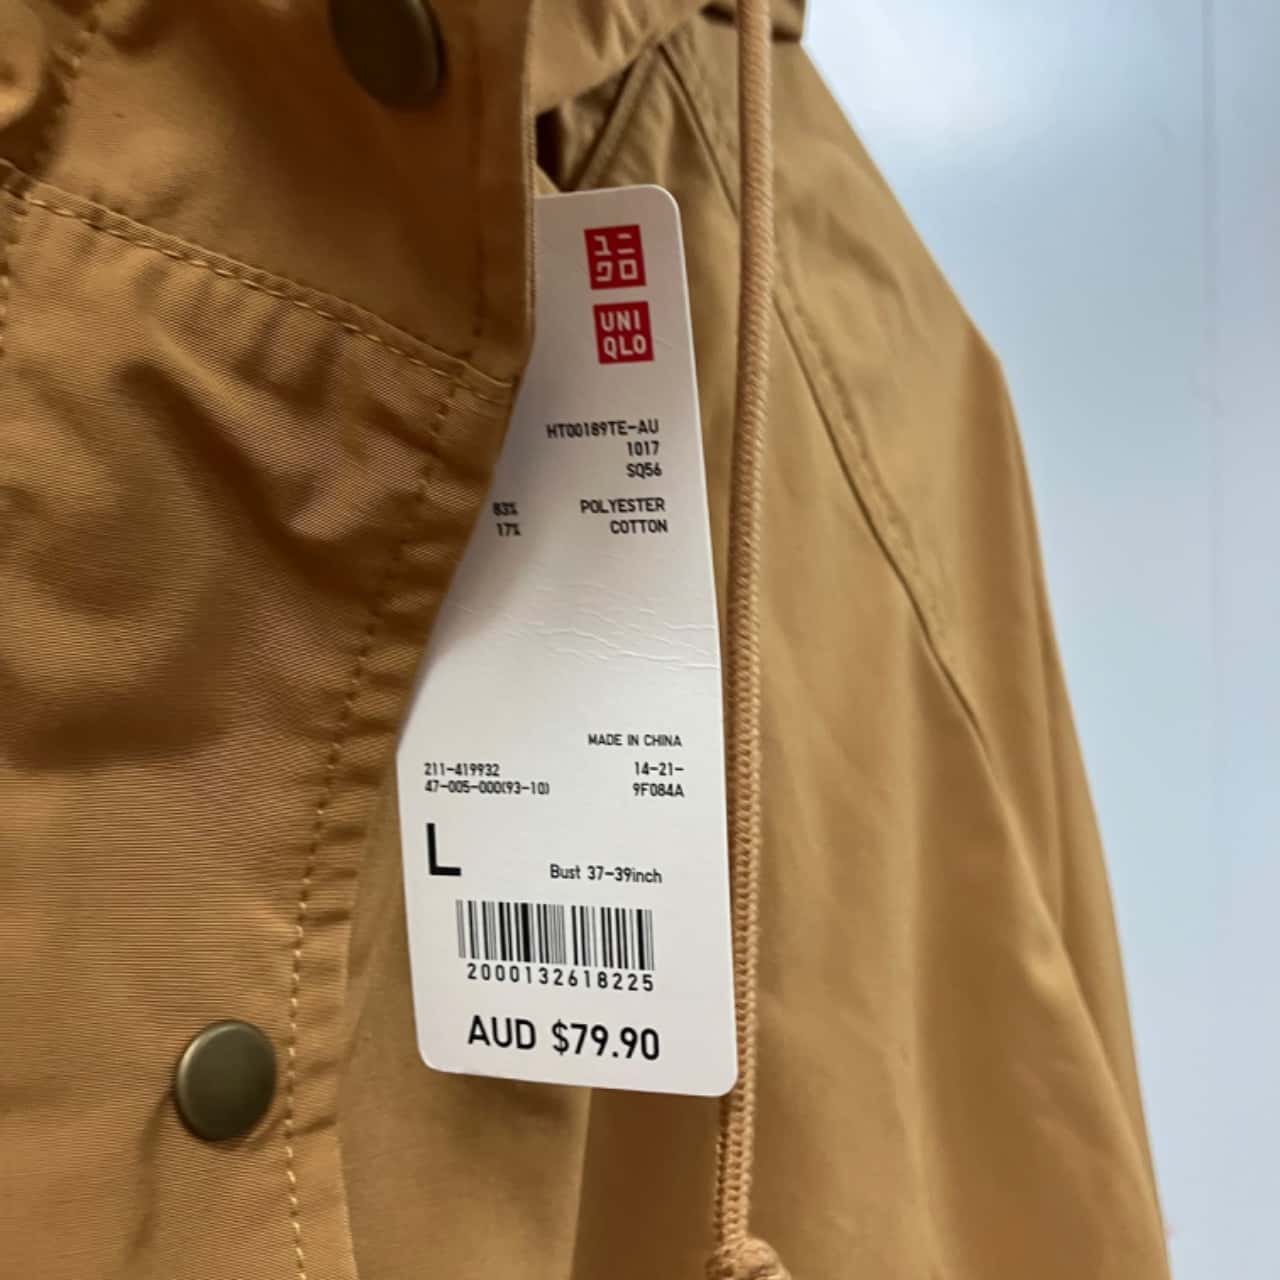 ユニ
クロ
UNI
QLO
HT00189TE-AU
1017
SQ56
83% POLYESTER
17% COTTON
MADE IN CHINA
211-419932 14-21-
47-005-000(93-10) 9F084A
L Bust 37-39inch
2000132618225
AUD $79.90